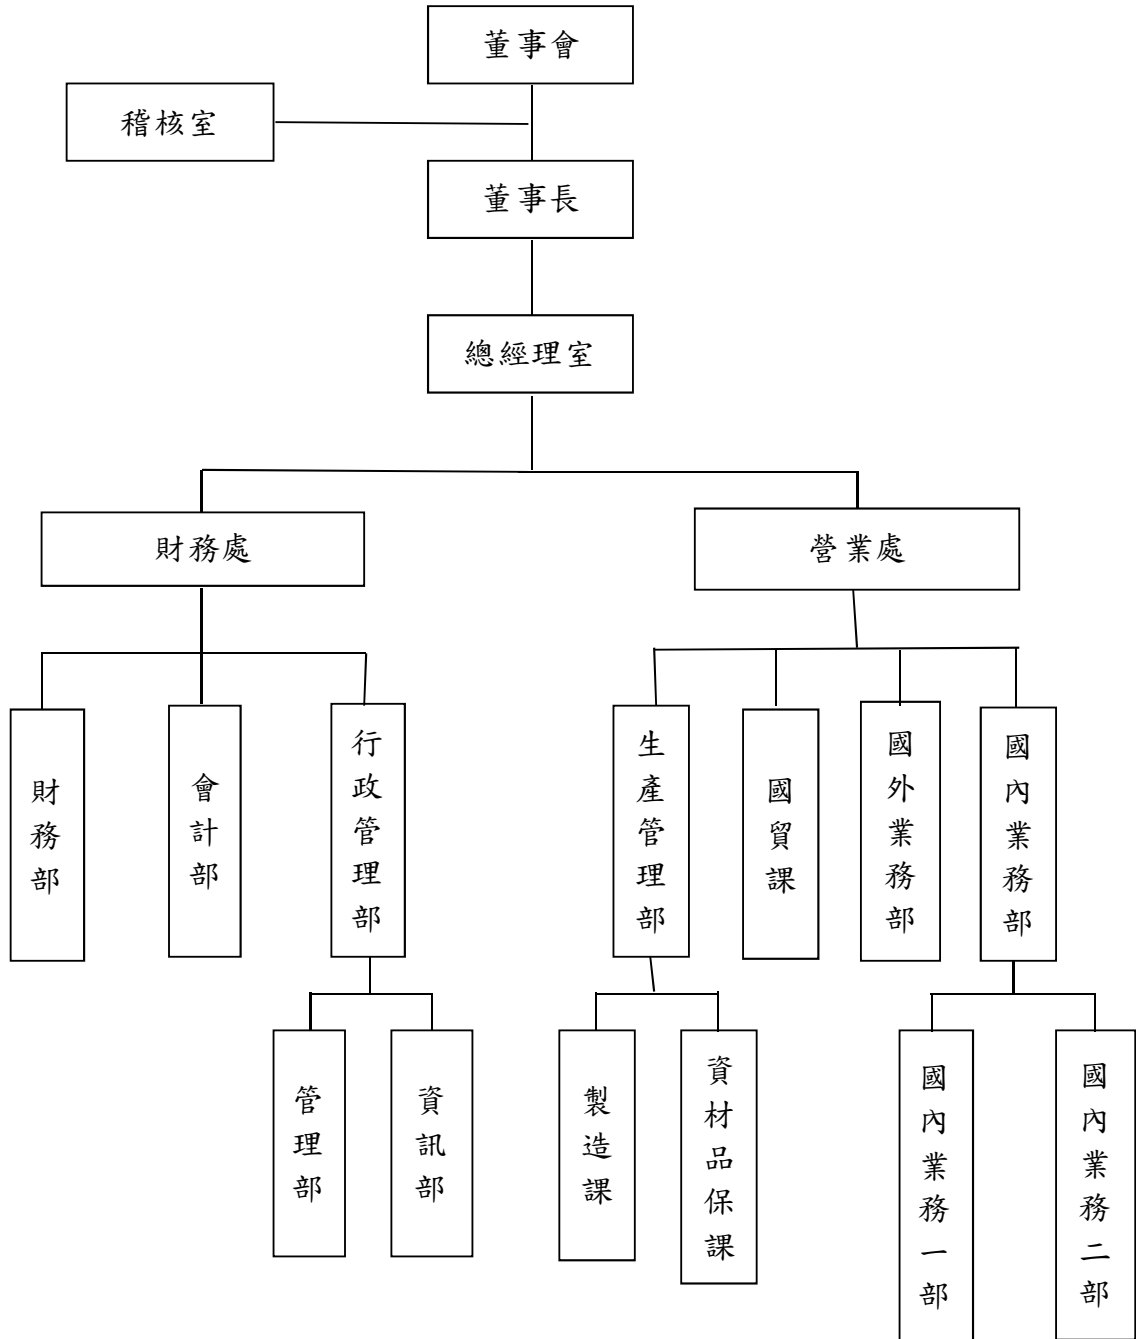 董事會
稽核室
董事長
總經理室
財務處
營業處
財務部
會計部
行政管理部
生產管理部
國貿課
國外業務部
國內業務部
管理部
資訊部
製造課
資材品保課
國內業務一部
國內業務二部